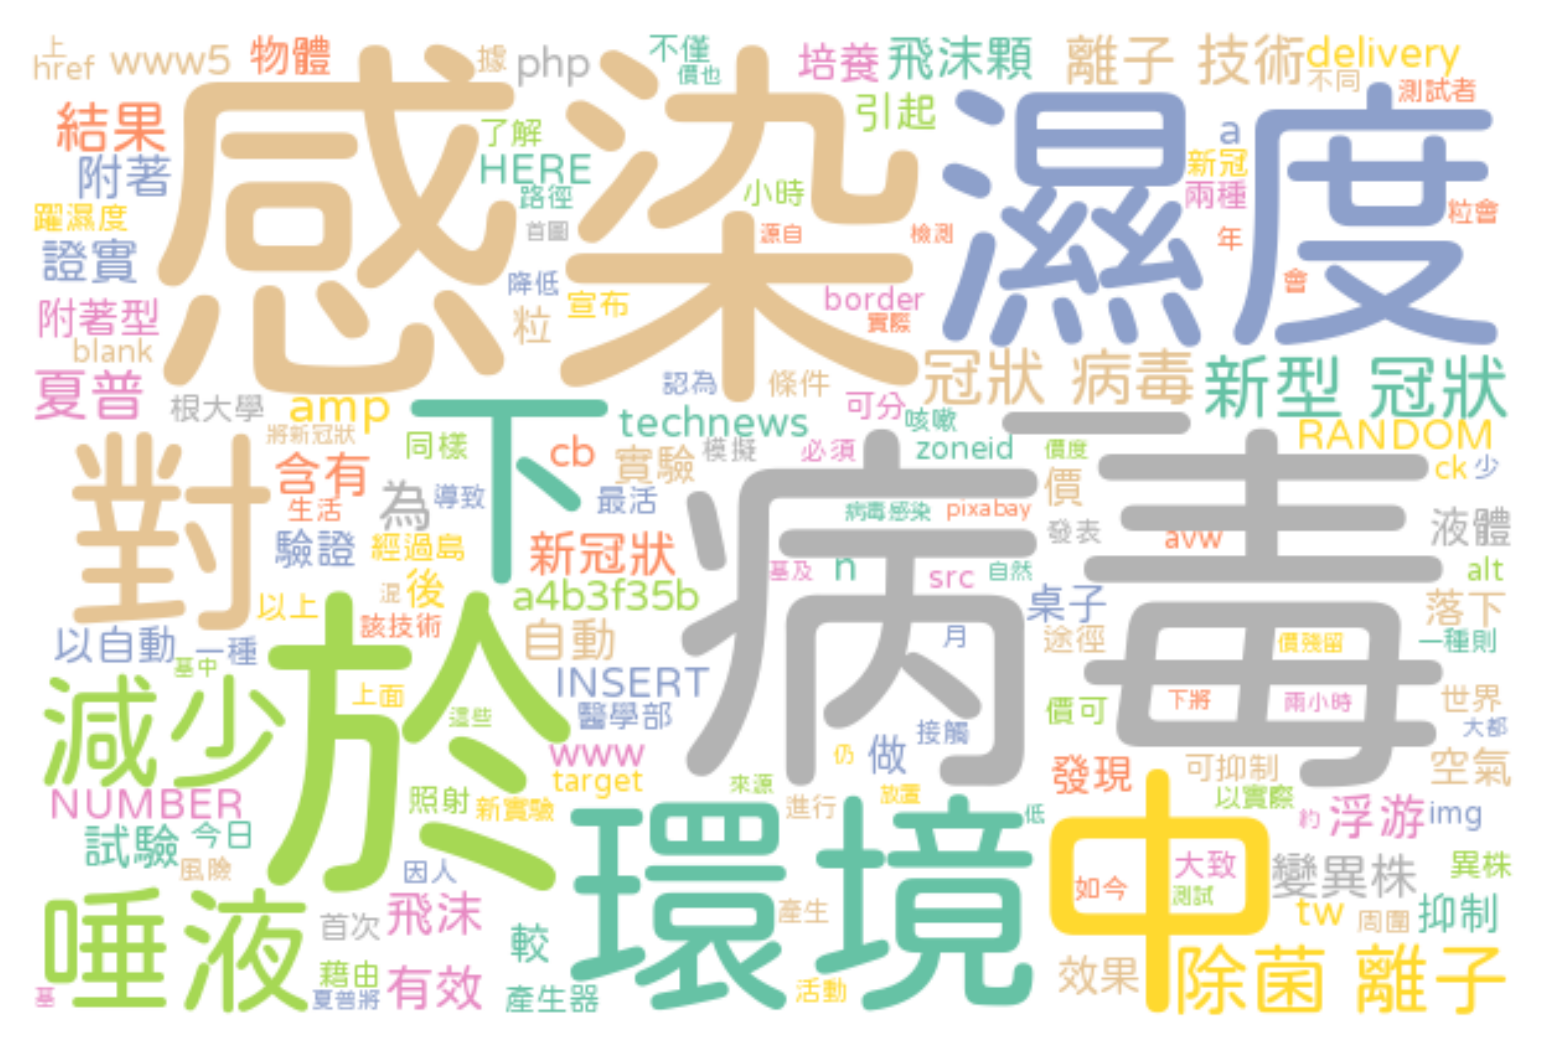 上
href
www5
物體
據
php
不僅
價也
培養
飛沫顆
離子 技術
delivery
不同
測試者
結果
感染
了解
引起
濕度
a
附著
HERE
小時
新冠
兩種
躍濕度
路徑
粒會
首圖
源自
檢測
年
證實
降低
會
附著型
粒
宣布
border
實際
blank
夏普
認為
條件
冠狀 病毒
新型 冠狀
根大學
amp
下
technews
可分
咳嗽
一
將新冠狀
同樣
cb
模擬
必須
zoneid
價度
RANDOM
對
含有
實驗
價
ck
少
生活
為
導致
最活
病毒
病毒感染
pixabay
發表
液體
驗證
經過島
新冠狀
avw
基及
n
src
自然
alt
混
後
a4b3f35b
桌子
落下
以上
該技術
於
自動
月
途徑
價殘留
一種則
以自動
一種
基中
減少
上面
INSERT
下將
兩小時
世界
這些
醫學部
價可
大都
接觸
www
仍
做
target
來源
發現
可抑制
空氣
NUMBER
照射
新實驗
進行
放置
以實際
約
浮游
img
試驗
今日
環境
低
中
風險
因人
大致
變異株
異株
如今
測試
唾液
首次
飛沫
較
產生
tw
周圍
抑制
藉由
有效
效果
除菌 離子
基
夏普將
產生器
活動